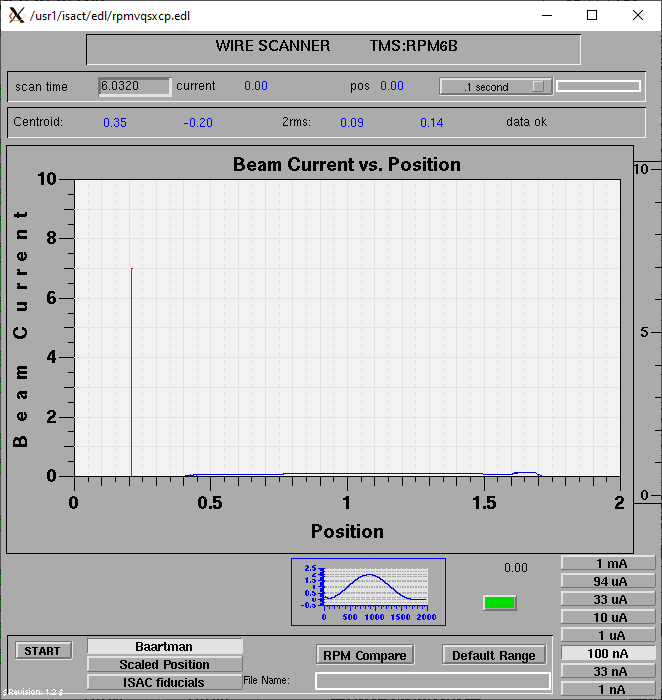 /usr1/isact/edl/rpmvqsxcp.edl
WIRE SCANNER TMS:RPM6B
scan time 6.0320 current 0.00 pos 0.00 .1 second
Centroid: 0.35 -0.20 2rms: 0.09 0.14 data ok
Beam Current vs. Position
10
8
6
4
2
0
Beam Current
0 0.5 1 1.5 2
Position
10
5
0
2.5
2
1.5
1
0.5
0
-0.5
0 500 1000 1500 2000
0.00
1 mA
94 uA
33 uA
10 uA
1 uA
100 nA
33 nA
1 nA
START
Baartman
Scaled Position
ISAC fiducials
RPM Compare
Default Range
File Name:
$Revision: 1.2 $